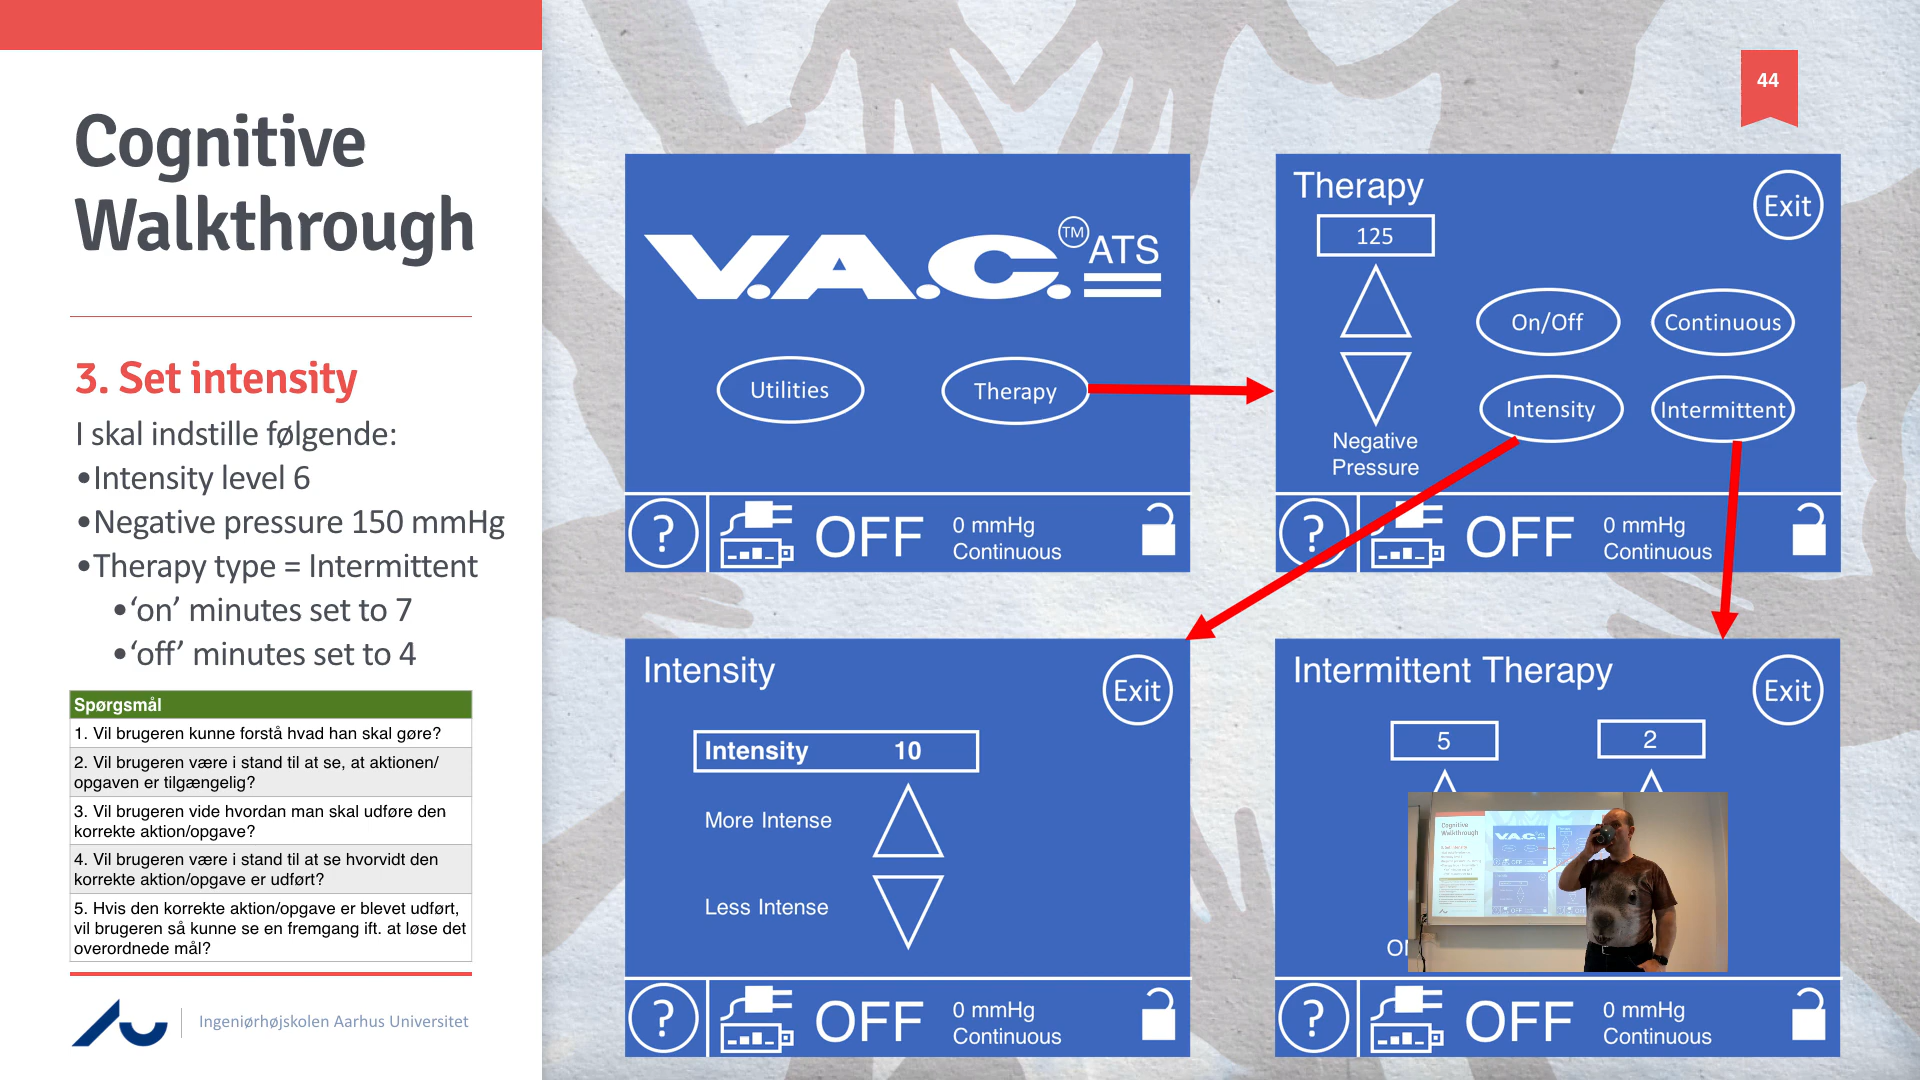 Cognitive
Walkthrough
3. Set intensity
I skal indstille følgende:
•Intensity level 6
•Negative pressure 150 mmHg
•Therapy type = Intermittent
•‘on’ minutes set to 7
•‘off’ minutes set to 4
Spørgsmål
1. Vil brugeren kunne forstå hvad han skal gøre?
2. Vil brugeren være i stand til at se, at aktionen/
opgaven er tilgængelig?
3. Vil brugeren vide hvordan man skal udføre den
korrekte aktion/opgave?
4. Vil brugeren være i stand til at se hvorvidt den
korrekte aktion/opgave er udført?
5. Hvis den korrekte aktion/opgave er blevet udført,
vil brugeren så kunne se en fremgang ift. at løse det
overordnede mål?
Ingeniørhøjskolen Aarhus Universitet
44
V.A.C.™ ATS
Utilities
Therapy
?
OFF
0 mmHg
Continuous
Therapy
Exit
125
On/Off
Continuous
Intensity
Intermittent
Negative
Pressure
?
OFF
0 mmHg
Continuous
Intensity
Exit
Intensity 10
More Intense
Less Intense
?
OFF
0 mmHg
Continuous
Intermittent Therapy
Exit
5
2
?
OFF
0 mmHg
Continuous
Cognitive
Walkthrough
V.A.C.
OFF